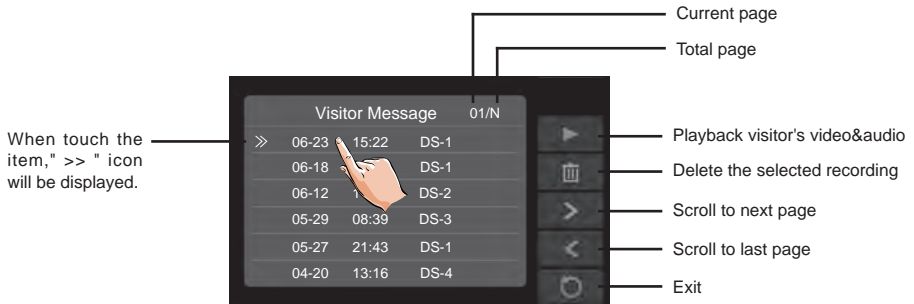 Current page
Total page
Visitor Message 01/N
When touch the
item," >> " icon
will be displayed.
06-23 15:22 DS-1
06-18 DS-1
06-12 DS-2
05-29 08:39 DS-3
05-27 21:43 DS-1
04-20 13:16 DS-4
Playback visitor's video&audio
Delete the selected recording
Scroll to next page
Scroll to last page
Exit